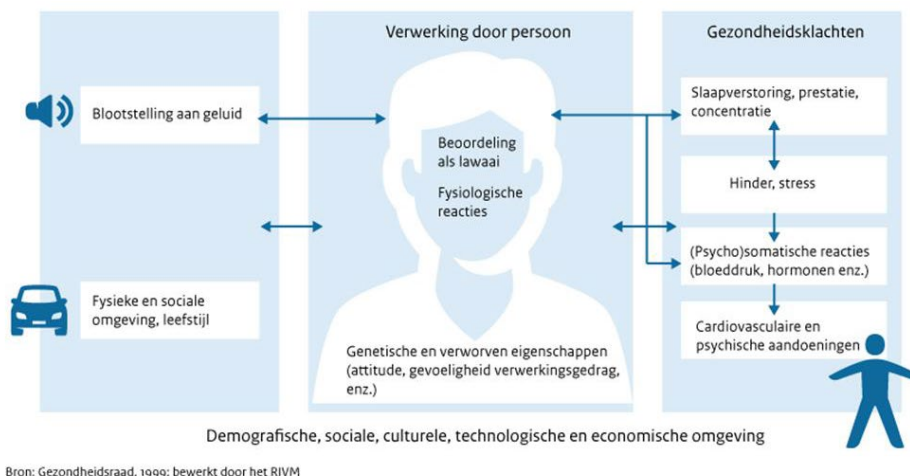 Verwerking door persoon
Gezondheidsklachten
Blootstelling aan geluid
Fysieke en sociale
omgeving, leefstijl
Beoordeling
als lawaai
Fysiologische
reacties
Genetische en verworven eigenschappen
(attitude, gevoeligheid verwerkingsgedrag,
enz.)
Slaapverstoring, prestatie,
concentratie
Hinder, stress
(Psycho)somatische reacties
(bloeddruk, hormonen enz.)
Cardiovasculaire en
psychische aandoeningen
Demografische, sociale, culturele, technologische en economische omgeving
Bron: Gezondheidsraad, 1999; bewerkt door het RIVM